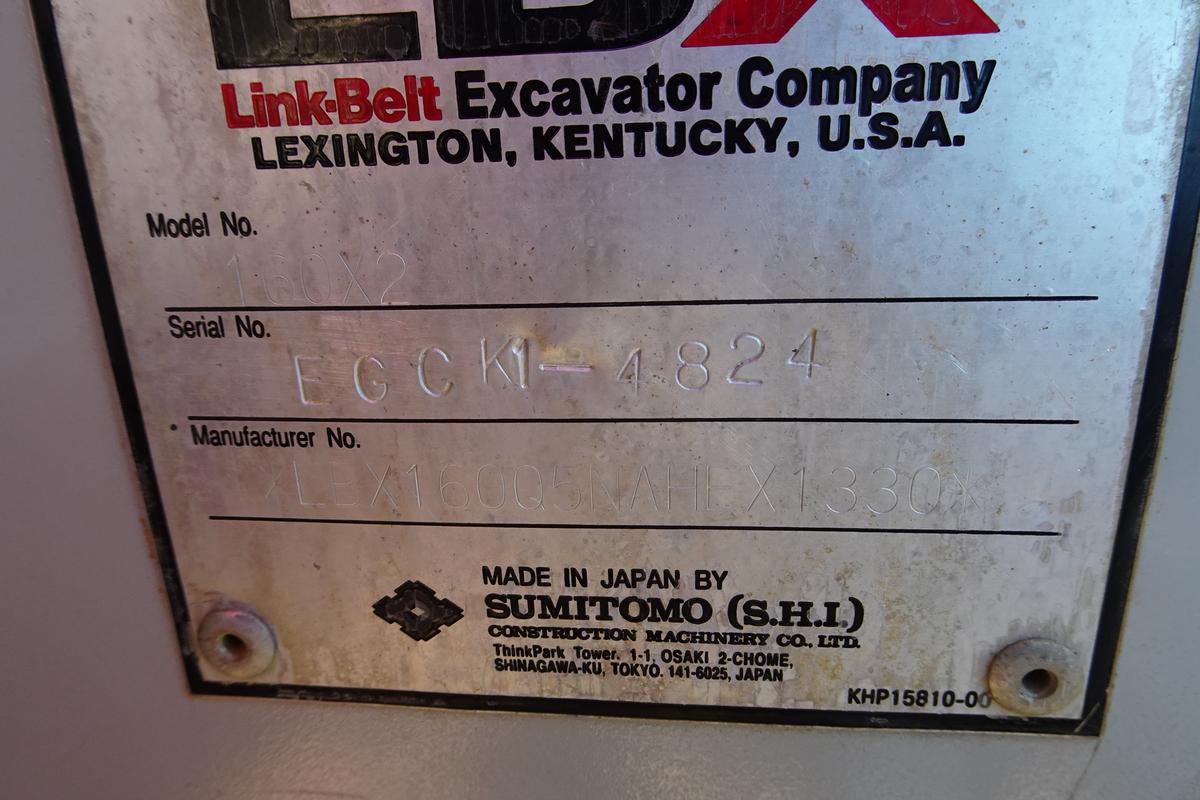 LBX
Link-Belt Excavator Company
LEXINGTON, KENTUCKY, U.S.A.
Model No.
160X2
Serial No.
EGCK1-4824
Manufacturer No.
*LBX160Q5NAHEX1330*
MADE IN JAPAN BY
SUMITOMO (S.H.I.)
CONSTRUCTION MACHINERY CO., LTD.
ThinkPark Tower. 1-1, OSAKI 2-CHOME,
SHINAGAWA-KU, TOKYO. 141-6025, JAPAN
KHP15810-00